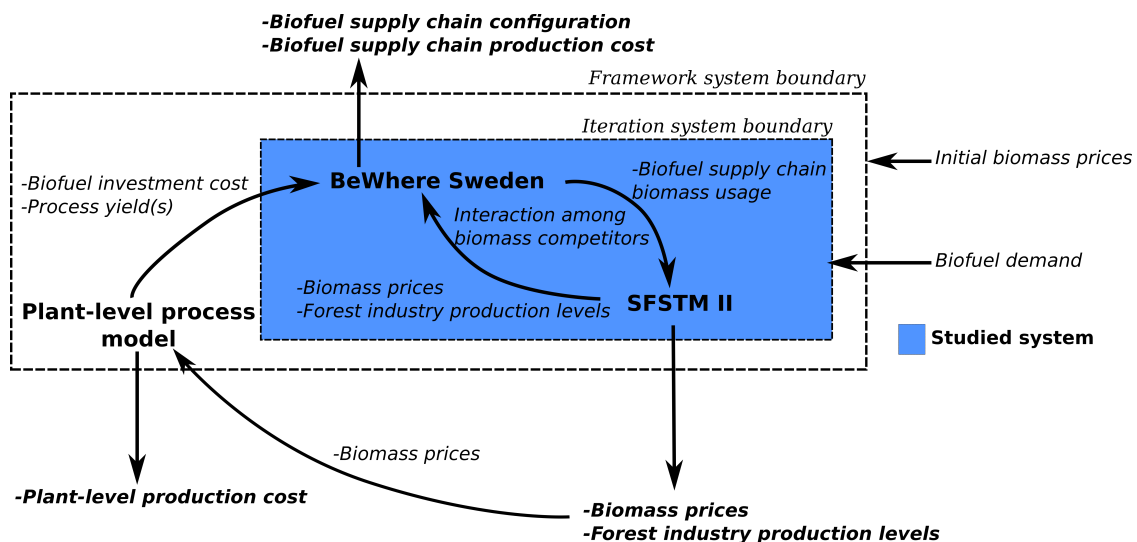 -Biofuel supply chain configuration
-Biofuel supply chain production cost
Framework system boundary
Iteration system boundary
Initial biomass prices
-Biofuel investment cost
-Process yield(s)
BeWhere Sweden
-Biofuel supply chain
biomass usage
Interaction among
biomass competitors
Biofuel demand
-Biomass prices
-Forest industry production levels
SFSTM II
Plant-level process
model
Studied system
-Biomass prices
-Plant-level production cost
-Biomass prices
-Forest industry production levels